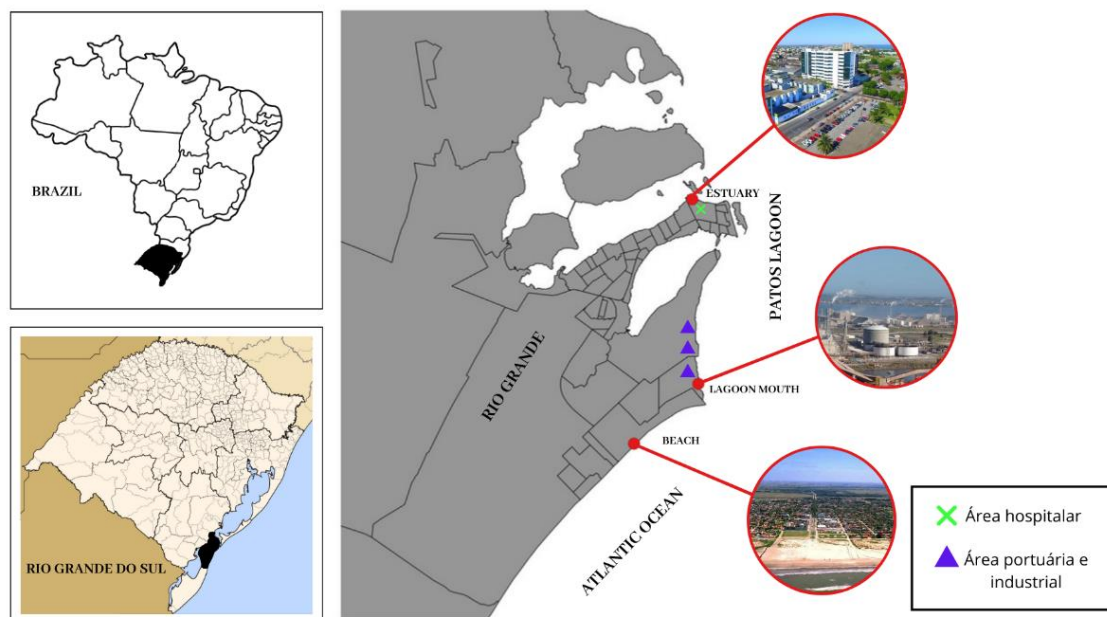 BRAZIL
RIO GRANDE DO SUL
ESTUARY
PATOS LAGOON
RIO GRANDE
LAGOON MOUTH
BEACH
ATLANTIC OCEAN
Área hospitalar
Área portuária e
industrial